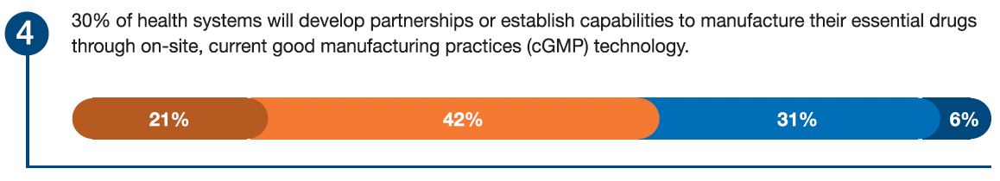 4
30% of health systems will develop partnerships or establish capabilities to manufacture their essential drugs
through on-site, current good manufacturing practices (cGMP) technology.
21% 42% 31% 6%